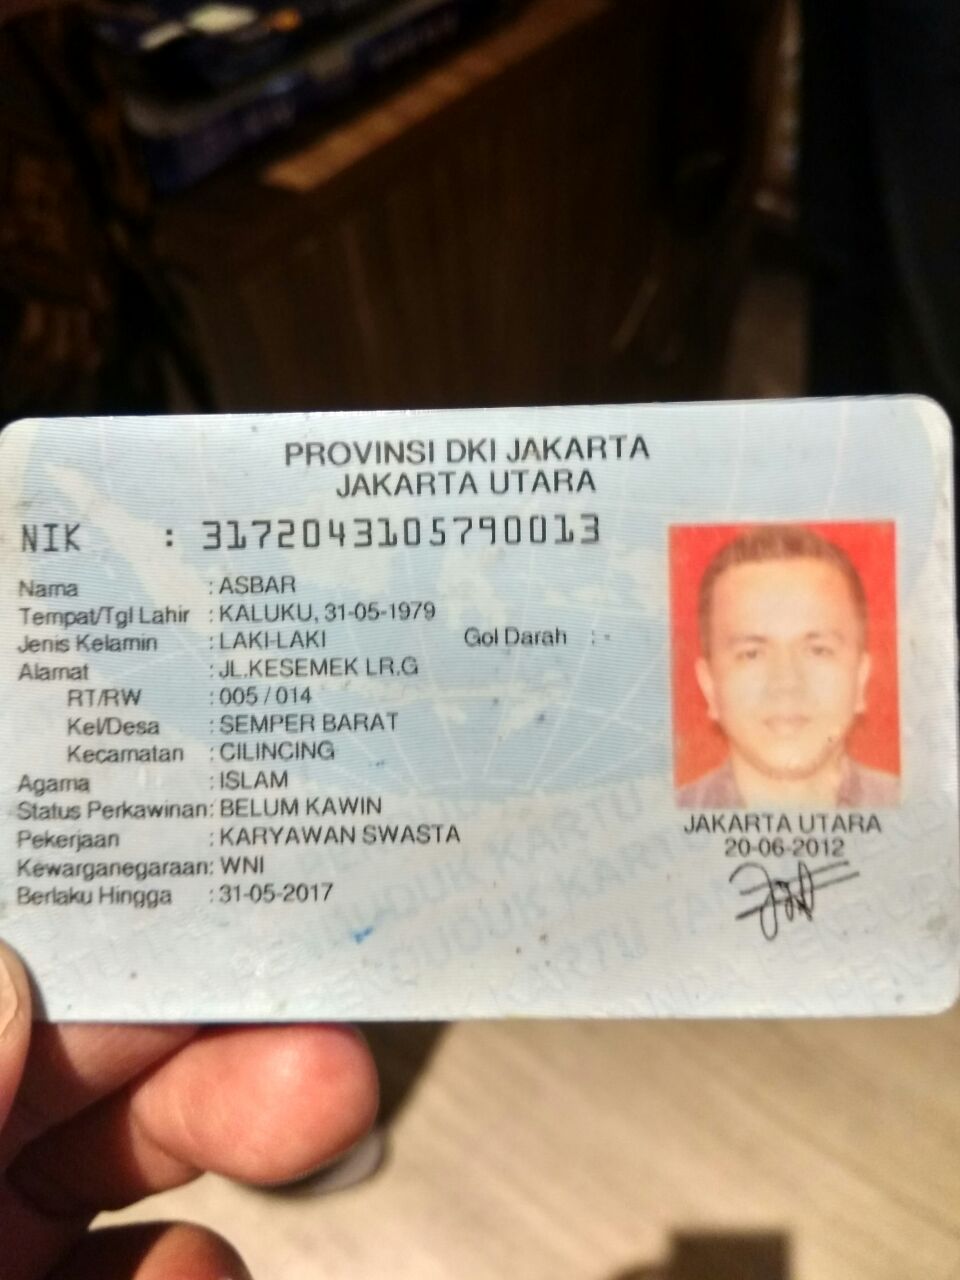 PROVINSI DKI JAKARTA
JAKARTA UTARA
NIK : 3172043105790013
Nama : ASBAR
Tempat/Tgl Lahir : KALUKU, 31-05-1979
Jenis Kelamin : LAKI-LAKI Gol Darah : -
Alamat : JL.KESEMEK LR.G
RT/RW : 005 / 014
Kel/Desa : SEMPER BARAT
Kecamatan : CILINCING
Agama : ISLAM
Status Perkawinan: BELUM KAWIN
Pekerjaan : KARYAWAN SWASTA
Kewarganegaraan: WNI
Berlaku Hingga : 31-05-2017
JAKARTA UTARA
20-06-2012